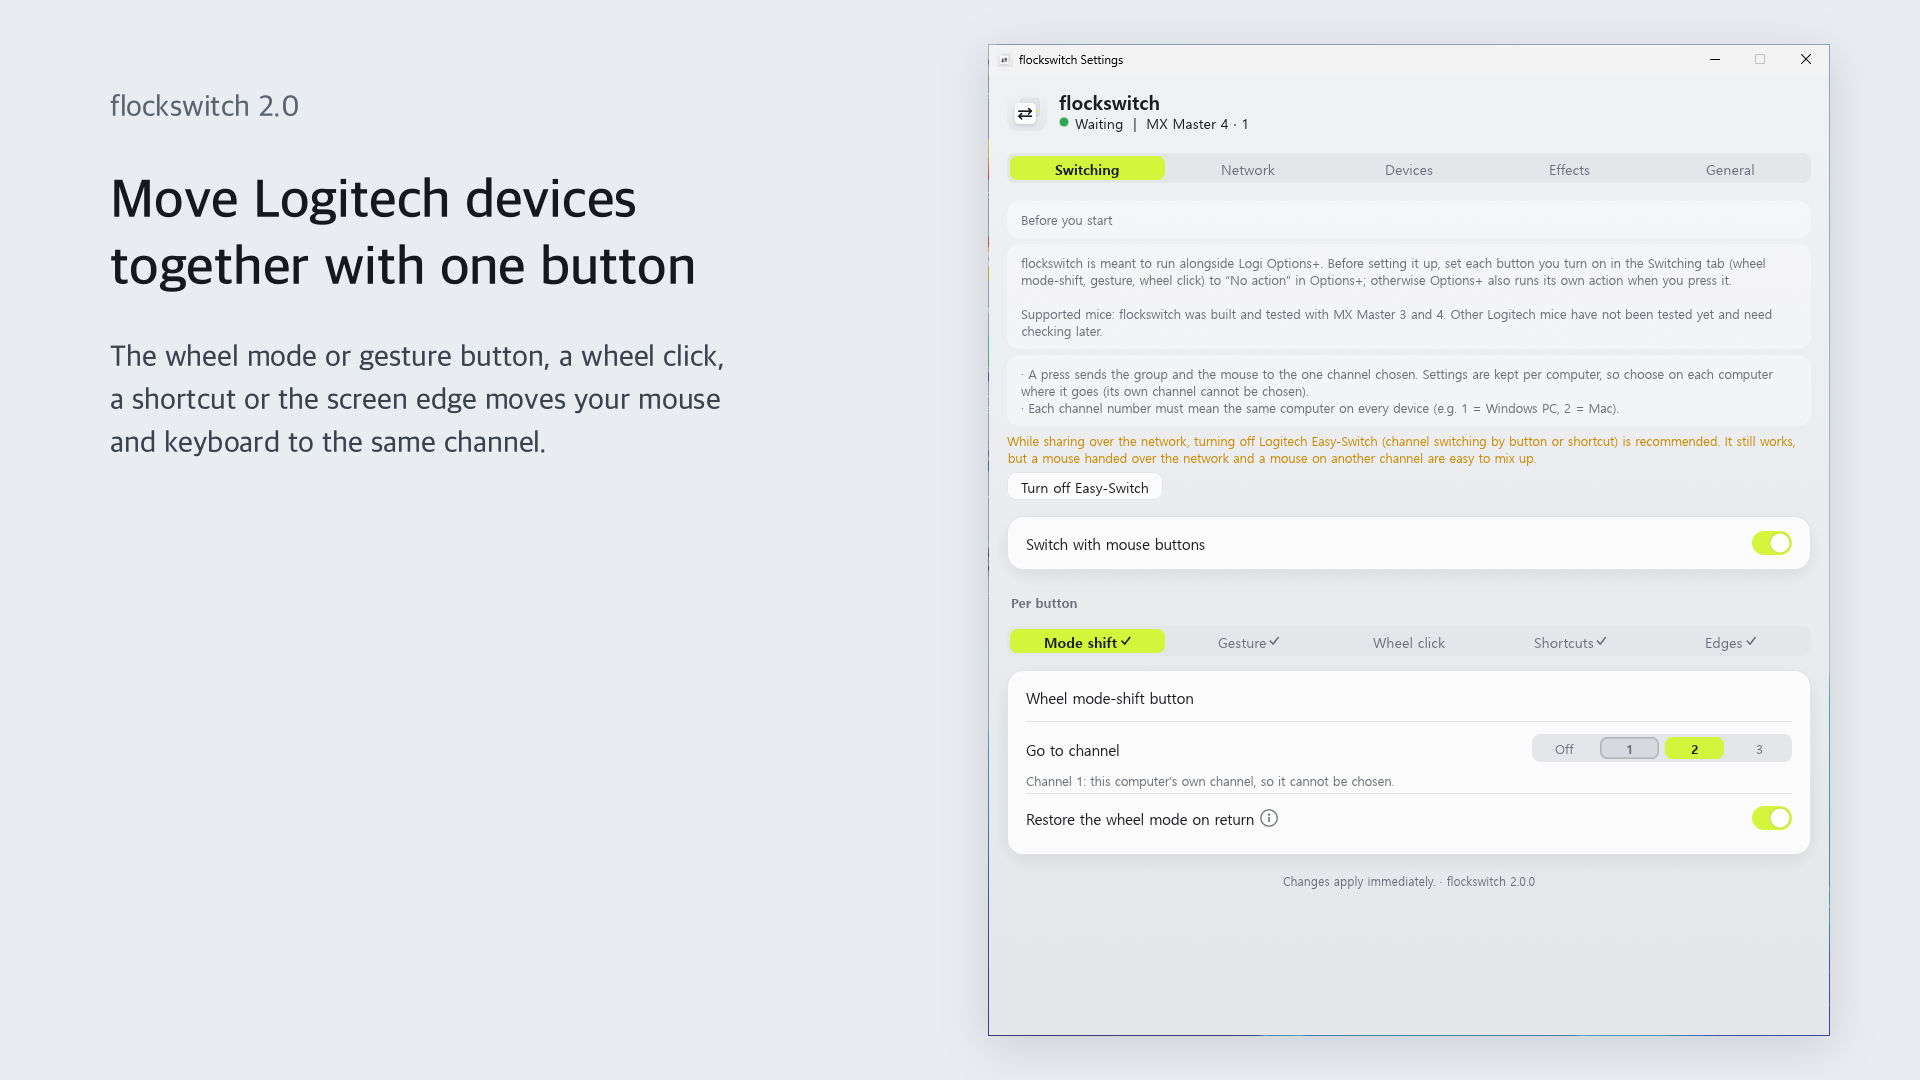 flockswitch 2.0
Move Logitech devices
together with one button
The wheel mode or gesture button, a wheel click,
a shortcut or the screen edge moves your mouse
and keyboard to the same channel.
flockswitch Settings
flockswitch
Waiting | MX Master 4 · 1
Switching Network Devices Effects General
Before you start
flockswitch is meant to run alongside Logi Options+. Before setting it up, set each button you turn on in the Switching tab (wheel
mode-shift, gesture, wheel click) to “No action” in Options+; otherwise Options+ also runs its own action when you press it.
Supported mice: flockswitch was built and tested with MX Master 3 and 4. Other Logitech mice have not been tested yet and need
checking later.
· A press sends the group and the mouse to the one channel chosen. Settings are kept per computer, so choose on each computer
where it goes (its own channel cannot be chosen).
· Each channel number must mean the same computer on every device (e.g. 1 = Windows PC, 2 = Mac).
While sharing over the network, turning off Logitech Easy-Switch (channel switching by button or shortcut) is recommended. It still works,
but a mouse handed over the network and a mouse on another channel are easy to mix up.
Turn off Easy-Switch
Switch with mouse buttons
Per button
Mode shift ✓ Gesture ✓ Wheel click Shortcuts ✓ Edges ✓
Wheel mode-shift button
Go to channel Off 1 2 3
Channel 1: this computer's own channel, so it cannot be chosen.
Restore the wheel mode on return
Changes apply immediately. · flockswitch 2.0.0